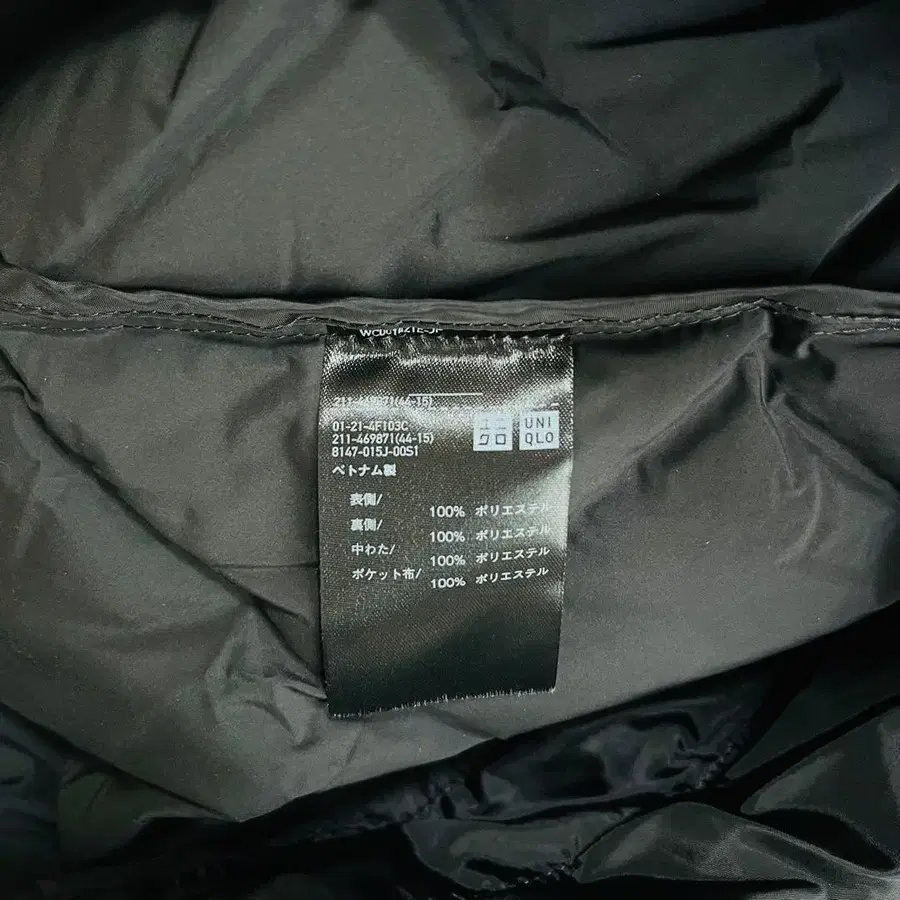 211-469871(44-15)
01-21-4F103C
211-469871(44-15)
8147-015J-00S1
ユニクロ
UNIQLO
ベトナム製
表側/ 100% ポリエステル
裏側/ 100% ポリエステル
中わた/ 100% ポリエステル
ポケット布/ 100% ポリエステル